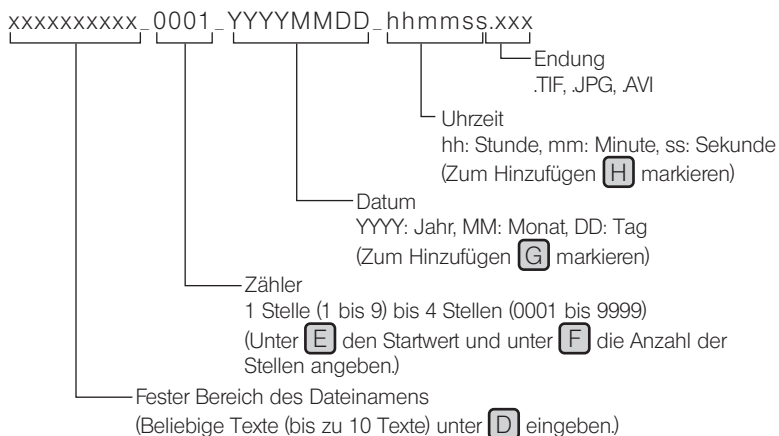 xxxxxxxxxx_0001_YYYYMMDD_hhmmss.xxx
Endung
.TIF, .JPG, .AVI
Uhrzeit
hh: Stunde, mm: Minute, ss: Sekunde
(Zum Hinzufügen H markieren)
Datum
YYYY: Jahr, MM: Monat, DD: Tag
(Zum Hinzufügen G markieren)
Zähler
1 Stelle (1 bis 9) bis 4 Stellen (0001 bis 9999)
(Unter E den Startwert und unter F die Anzahl der
Stellen angeben.)
Fester Bereich des Dateinamens
(Beliebige Texte (bis zu 10 Texte) unter D eingeben.)